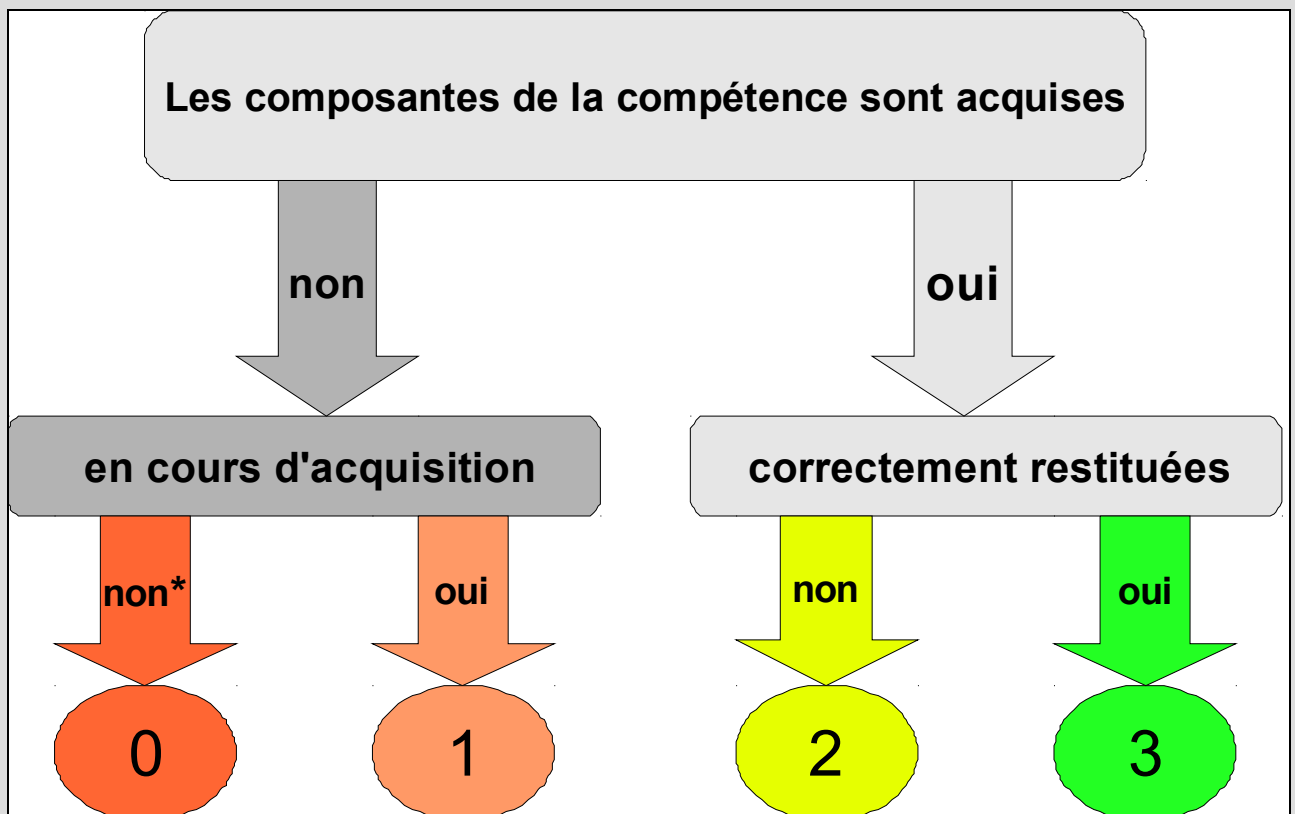 Les composantes de la compétence sont acquises
non
oui
en cours d'acquisition
correctement restituées
non*
oui
non
oui
0
1
2
3